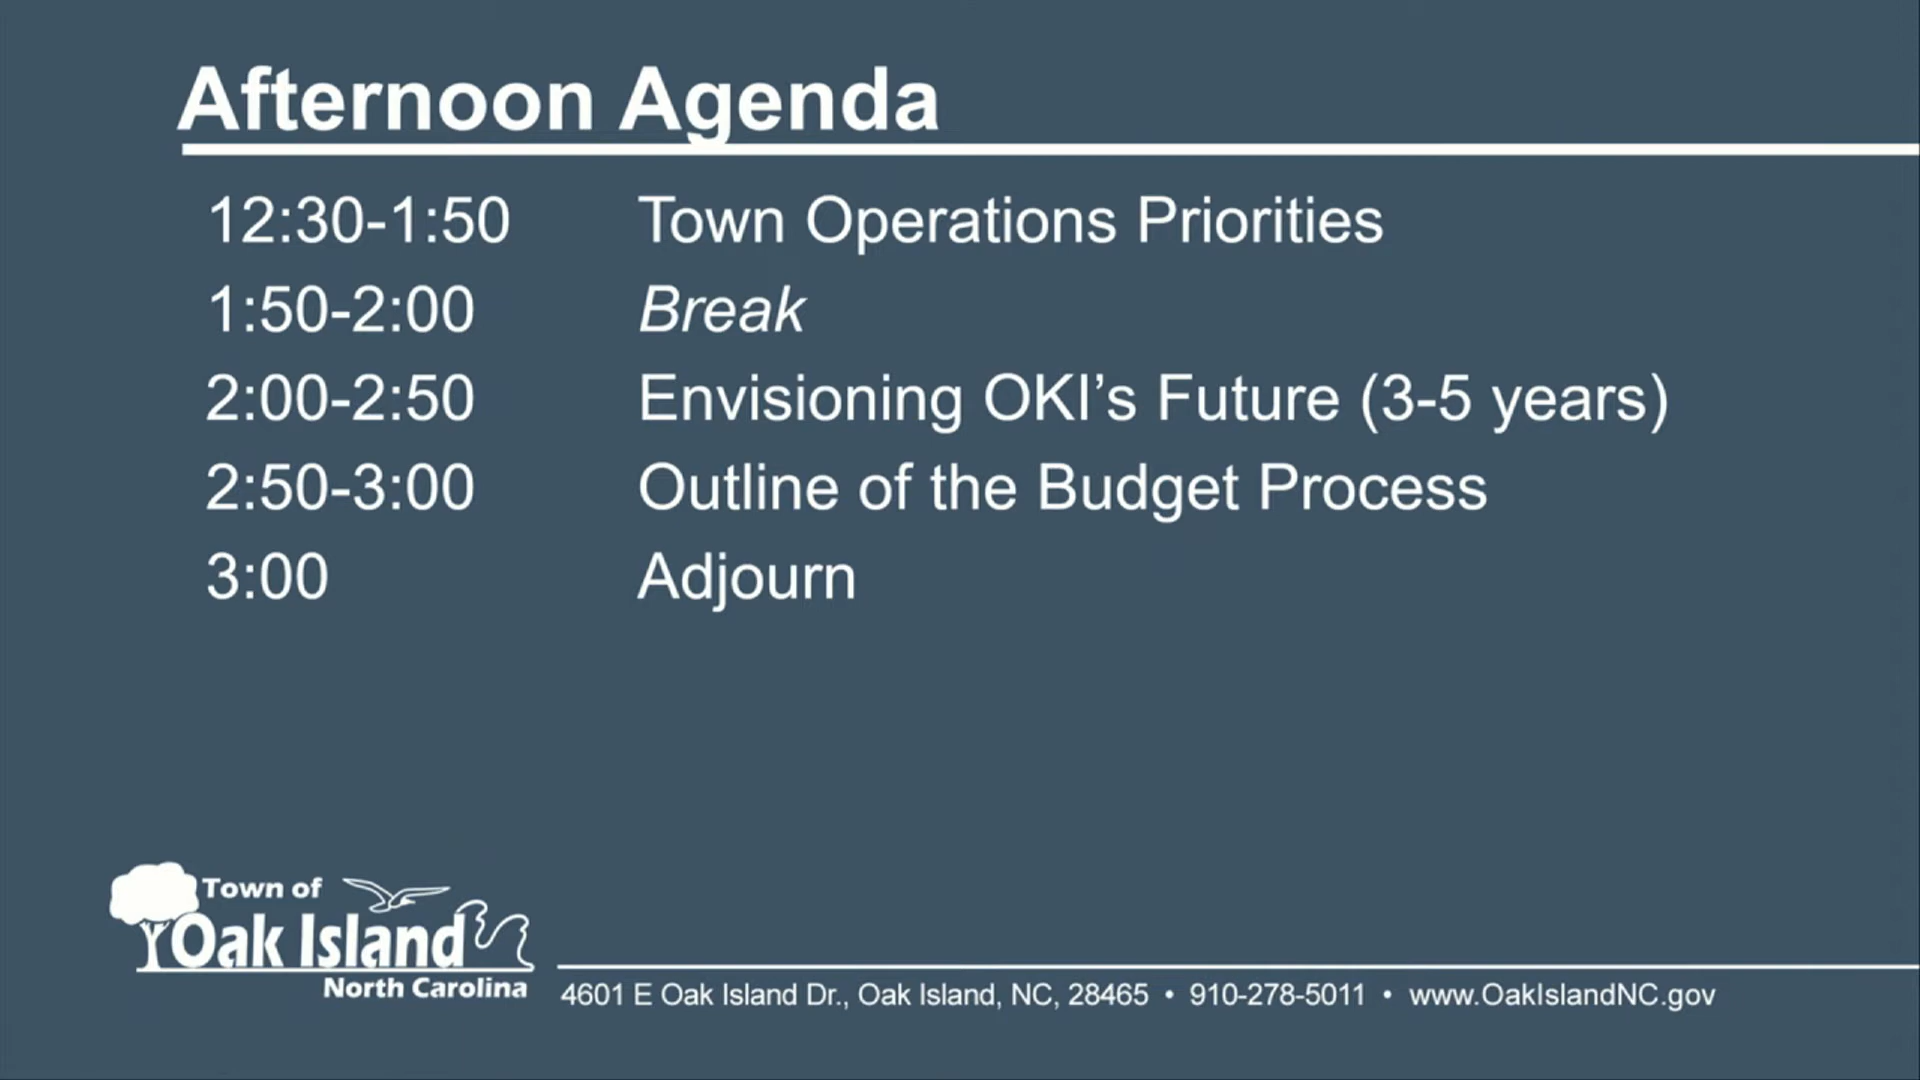 Afternoon Agenda
12:30-1:50 Town Operations Priorities
1:50-2:00 Break
2:00-2:50 Envisioning OKI’s Future (3-5 years)
2:50-3:00 Outline of the Budget Process
3:00 Adjourn
Town of
Oak Island
North Carolina
4601 E Oak Island Dr., Oak Island, NC, 28465 • 910-278-5011 • www.OakIslandNC.gov